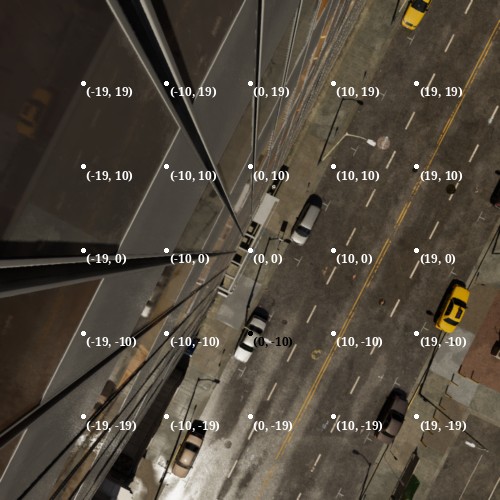 (-19, 19) (-10, 19) (0, 19) (10, 19) (19, 19)
(-19, 10) (-10, 10) (0, 10) (10, 10) (19, 10)
(-19, 0) (-10, 0) (0, 0) (10, 0) (19, 0)
(-19, -10) (-10, -10) (0, -10) (10, -10) (19, -10)
(-19, -19) (-10, -19) (0, -19) (10, -19) (19, -19)